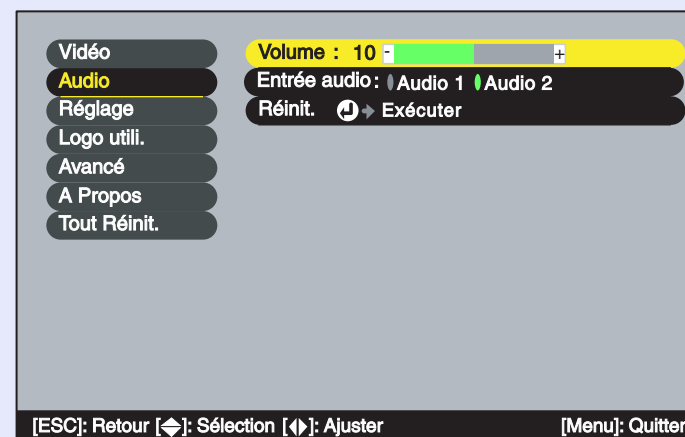 Vidéo
Audio
Réglage
Logo utili.
Avancé
A Propos
Tout Réinit.
Volume : 10 - +
Entrée audio : Audio 1 Audio 2
Réinit. Exécuter
[ESC]: Retour []: Sélection []: Ajuster [Menu]: Quitter